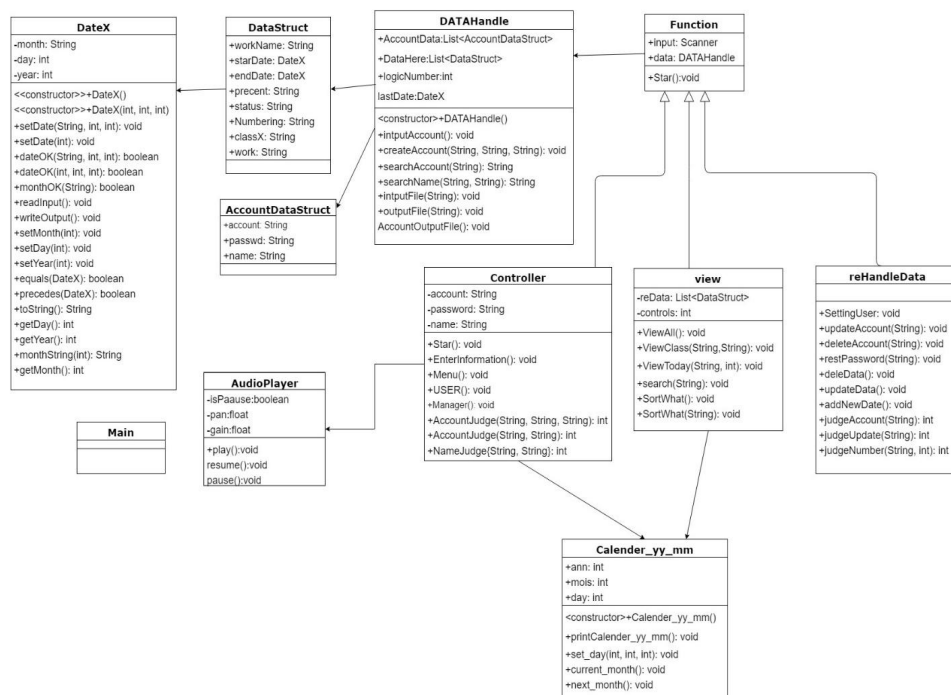 DateX
-month: String
-day: int
-year: int
<<constructor>>+DateX()
<<constructor>>+DateX(int, int, int)
+setDate(String, int, int): void
+setDate(int): void
+dateOK(String, int, int): boolean
+dateOK(int, int, int): boolean
+monthOK(String): boolean
+readInput(): void
+writeOutput(): void
+setMonth(int): void
+setDay(int): void
+setYear(int): void
+equals(DateX): boolean
+precedes(DateX): boolean
+toString(): String
+getDay(): int
+getYear(): int
+monthString(int): String
+getMonth(): int
DataStruct
+workName: String
+starDate: DateX
+endDate: DateX
+precent: String
+status: String
+Numbering: String
+classX: String
+work: String
AccountDataStruct
+account: String
+passwd: String
+name: String
DATAHandle
+AccountData:List<AccountDataStruct>
+DataHere:List<DataStruct>
+logicNumber:int
lastDate:DateX
<constructor>+DATAHandle()
+intputAccount(): void
+createAccount(String, String, String): void
+searchAccount(String): String
+searchName(String, String): String
+intputFile(String): void
+outputFile(String): void
AccountOutputFile(): void
Function
+input: Scanner
+data: DATAHandle
+Star():void
Controller
-account: String
-password: String
-name: String
+Star(): void
+EnterInformation(): void
+Menu(): void
+USER(): void
+Manager(): void
+AccountJudge(String, String, String): int
+AccountJudge(String, String): int
+NameJudge{String, String}: int
view
-reData: List<DataStruct>
-controls: int
+ViewAll(): void
+ViewClass(String,String): void
+ViewToday(String, int): void
+search(String): void
+SortWhat(): void
+SortWhat(String): void
reHandleData
+SettingUser: void
+updateAccount(String): void
+deleteAccount(String): void
+restPassword(String): void
+deleData(): void
+updateData(): void
+addNewDate(): void
+judgeAccount(String): int
+judgeUpdate(String): int
+judgeNumber(String, int): int
AudioPlayer
-isPaause:boolean
-pan:float
-gain:float
+play():void
resume():void
pause():void
Main
Calender_yy_mm
+ann: int
+mois: int
+day: int
<constructor>+Calender_yy_mm()
+printCalender_yy_mm(): void
+set_day(int, int, int): void
+current_month(): void
+next_month(): void